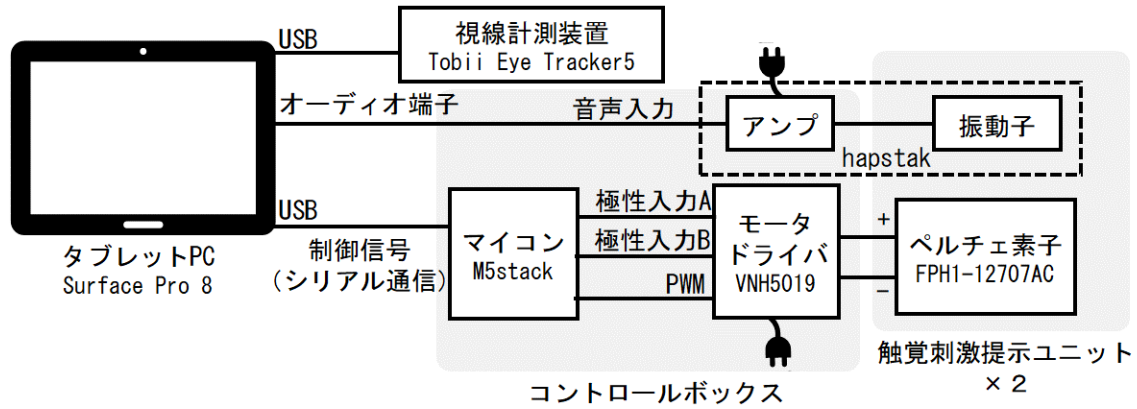 USB
視線計測装置
Tobii Eye Tracker5
オーディオ端子
音声入力
アンプ
振動子
hapstak
USB
制御信号
(シリアル通信)
タブレットPC
Surface Pro 8
マイコン
M5stack
極性入力A
極性入力B
PWM
モータ
ドライバ
VNH5019
+
−
ペルチェ素子
FPH1-12707AC
触覚刺激提示ユニット
×2
コントロールボックス